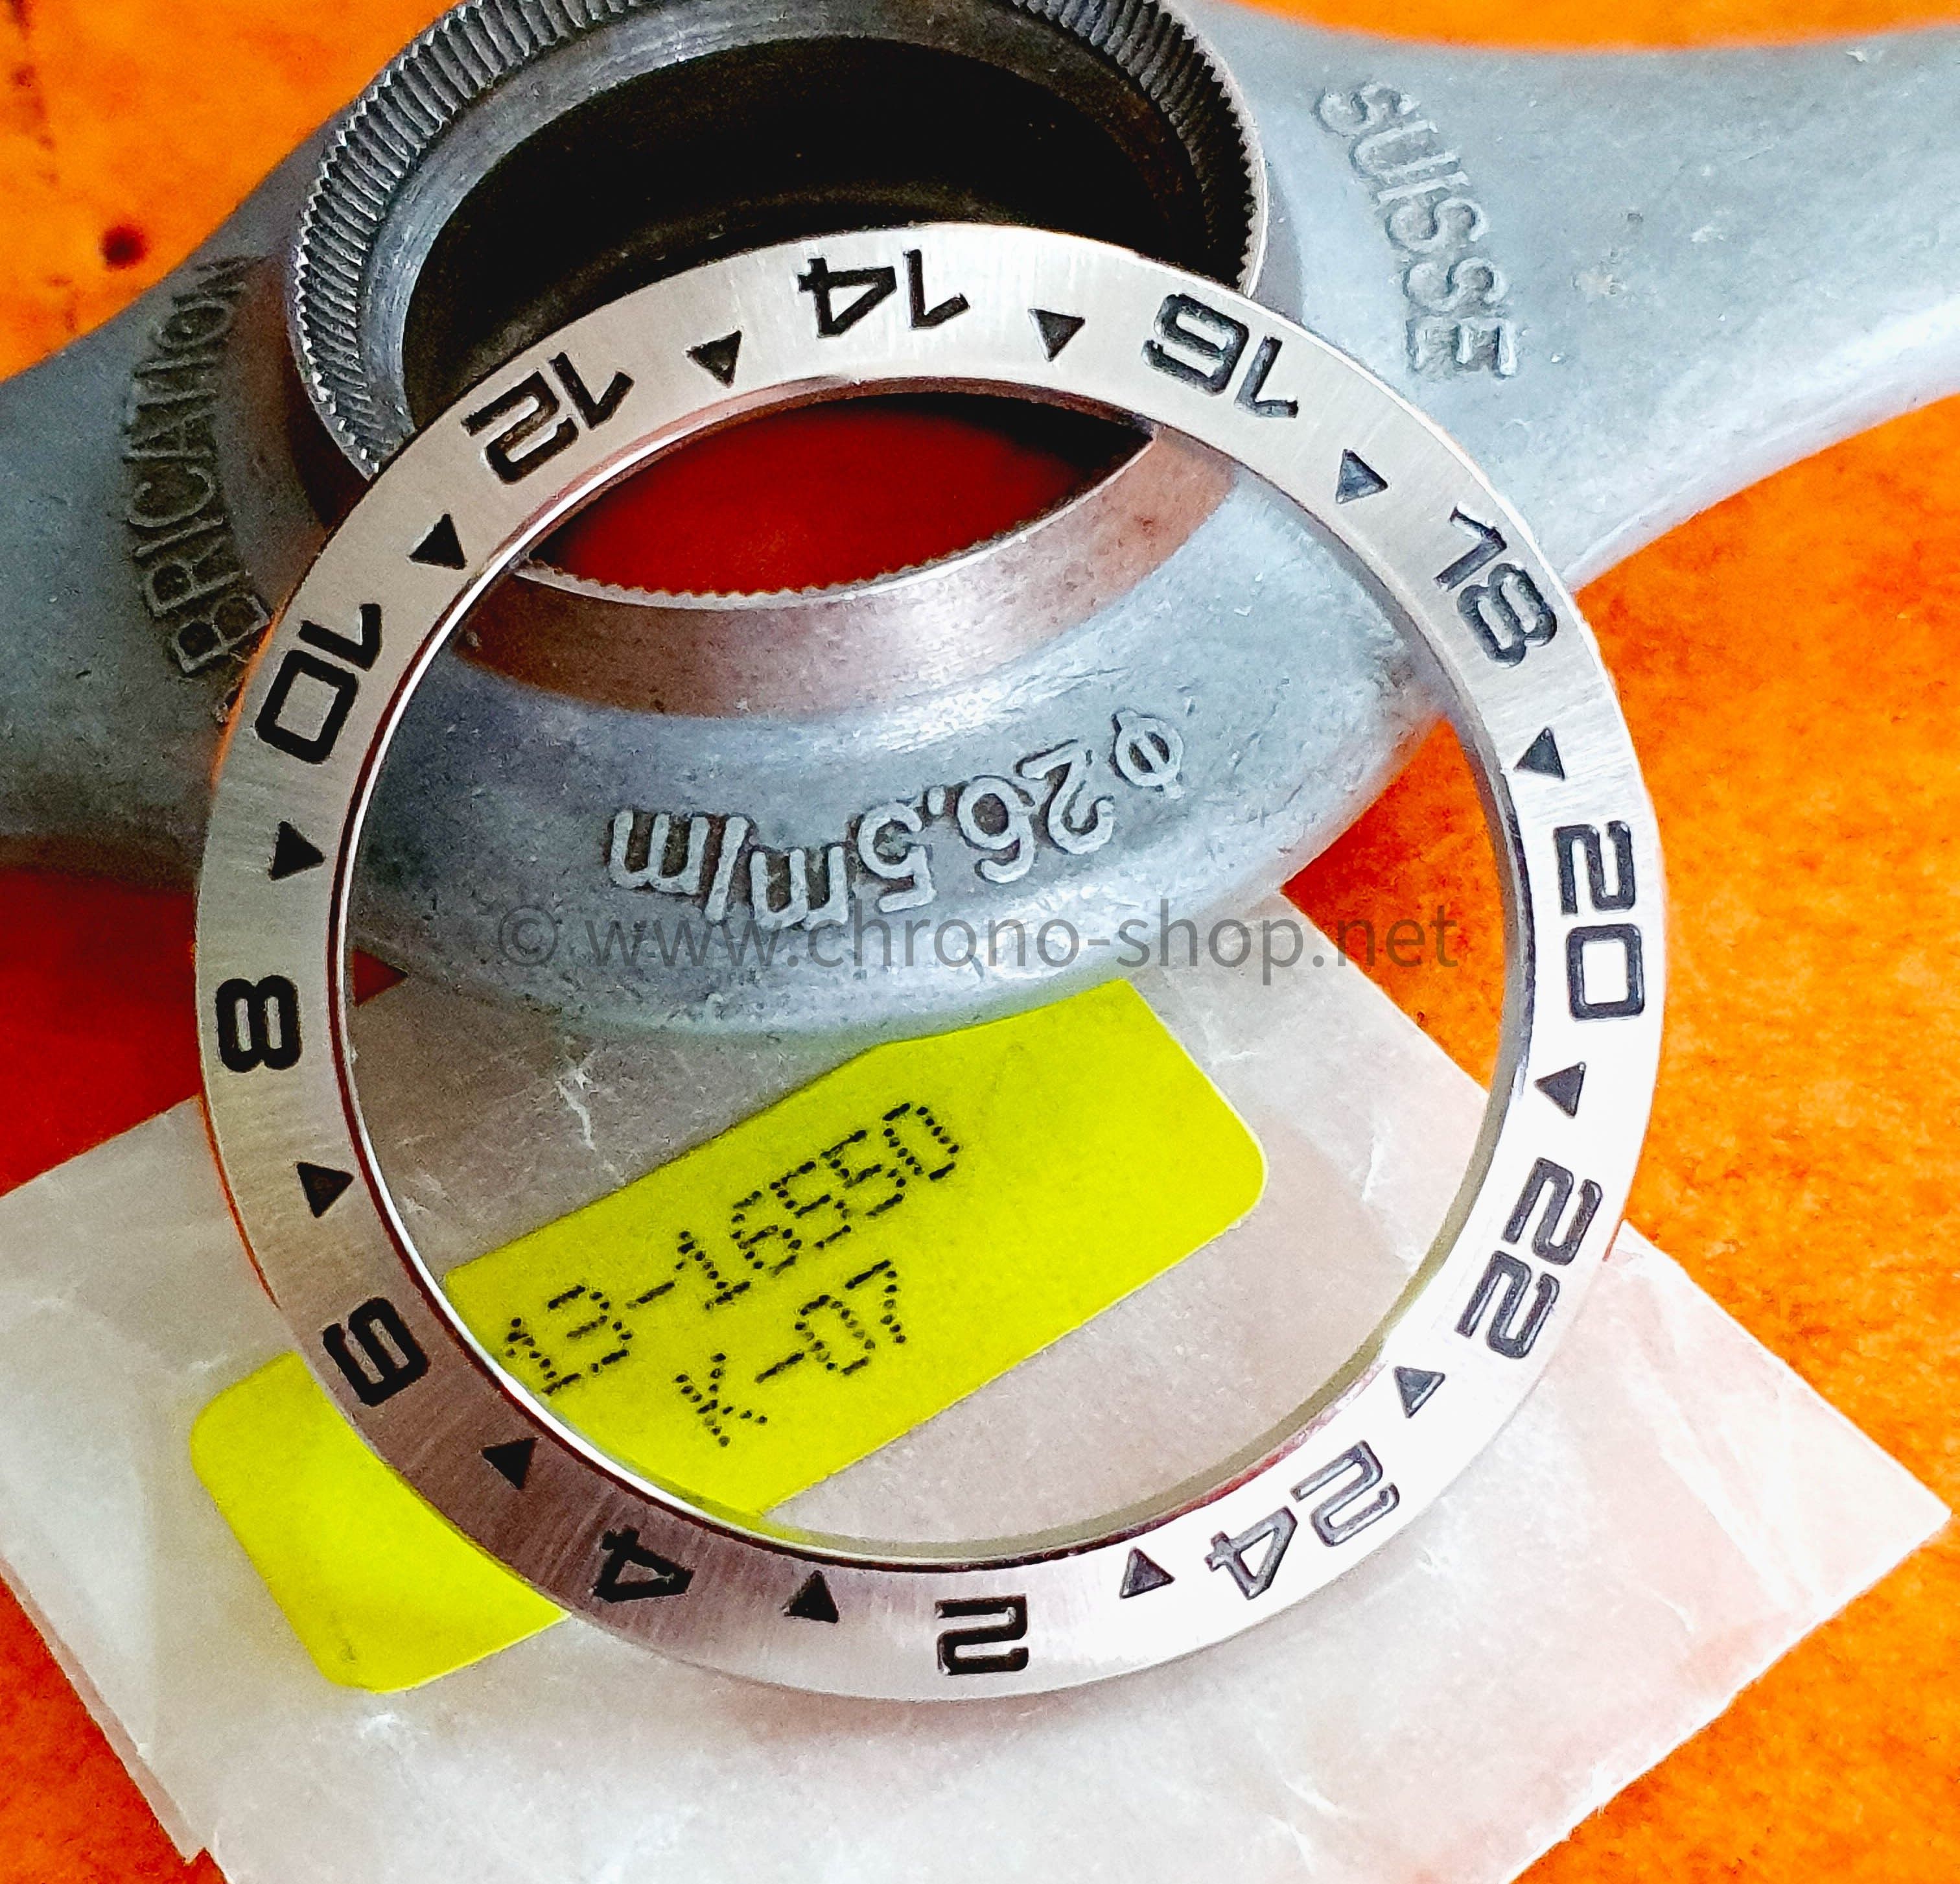 BRICATION
SUISSE
14
16
18
20
22
24
2
4
6
8
10
12
Φ26,5m/m
© www.chrono-shop.net
13-16550
K-07